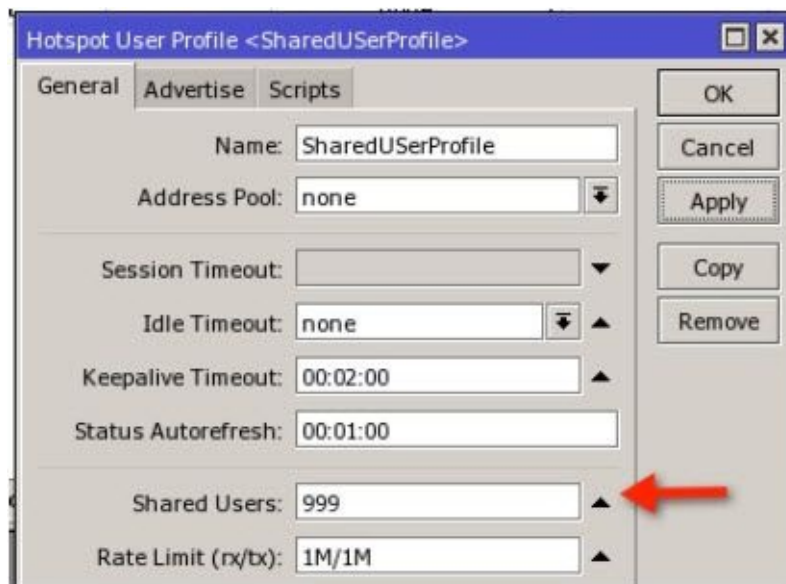 Hotspot User Profile <SharedUSerProfile>
General Advertise Scripts
OK
Name: SharedUSerProfile
Cancel
Address Pool: none
Apply
Session Timeout:
Copy
Idle Timeout: none
Remove
Keepalive Timeout: 00:02:00
Status Autorefresh: 00:01:00
Shared Users: 999
Rate Limit (rx/tx): 1M/1M